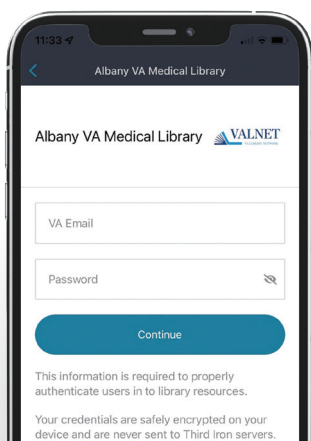 11:33
Albany VA Medical Library
Albany VA Medical Library VALNET
VA Email
Password
Continue
This information is required to properly
authenticate users in to library resources.
Your credentials are safely encrypted on your
device and are never sent to Third Iron servers.